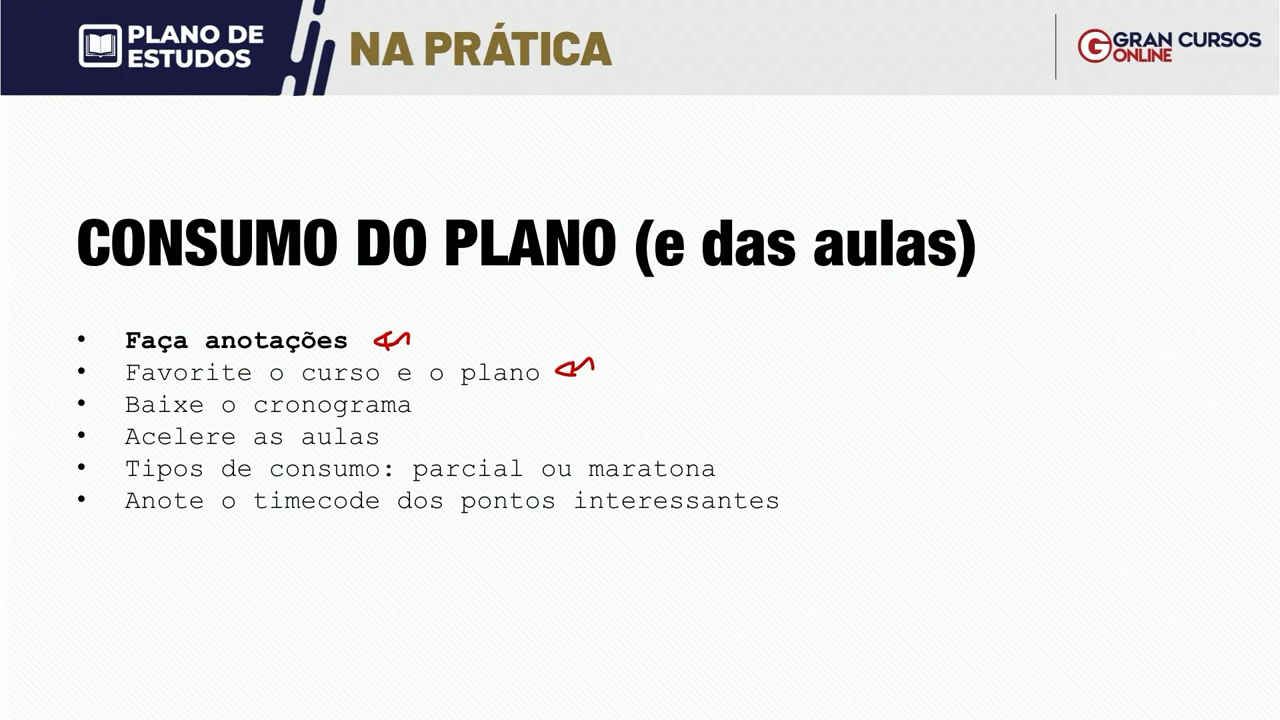 PLANO DE
ESTUDOS
NA PRÁTICA
GRAN CURSOS
ONLINE
CONSUMO DO PLANO (e das aulas)
• Faça anotações
• Favorite o curso e o plano
• Baixe o cronograma
• Acelere as aulas
• Tipos de consumo: parcial ou maratona
• Anote o timecode dos pontos interessantes